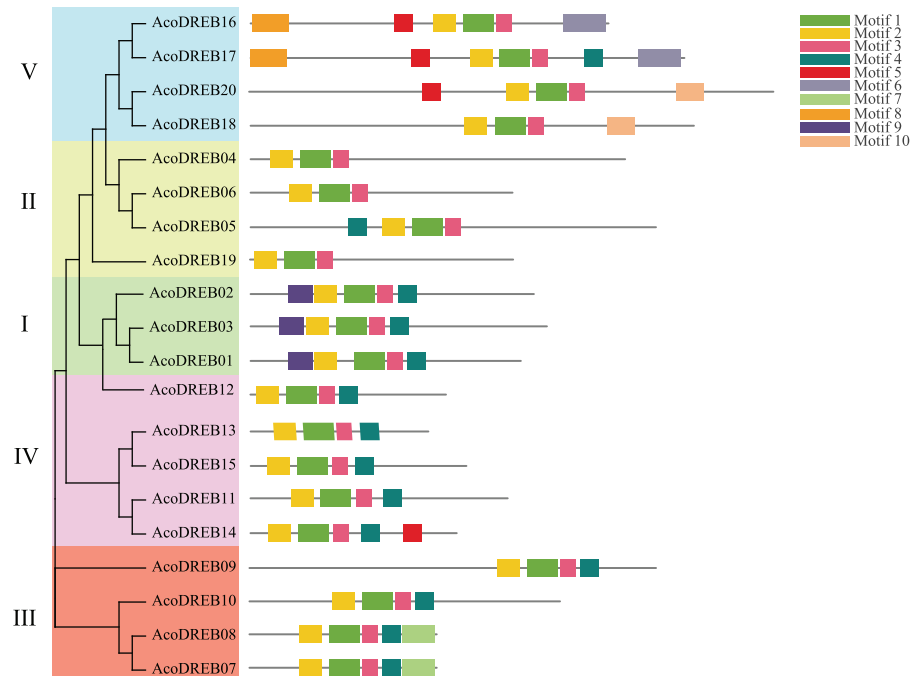 V
II
I
IV
III
AcoDREB16
AcoDREB17
AcoDREB20
AcoDREB18
AcoDREB04
AcoDREB06
AcoDREB05
AcoDREB19
AcoDREB02
AcoDREB03
AcoDREB01
AcoDREB12
AcoDREB13
AcoDREB15
AcoDREB11
AcoDREB14
AcoDREB09
AcoDREB10
AcoDREB08
AcoDREB07
Motif 1
Motif 2
Motif 3
Motif 4
Motif 5
Motif 6
Motif 7
Motif 8
Motif 9
Motif 10